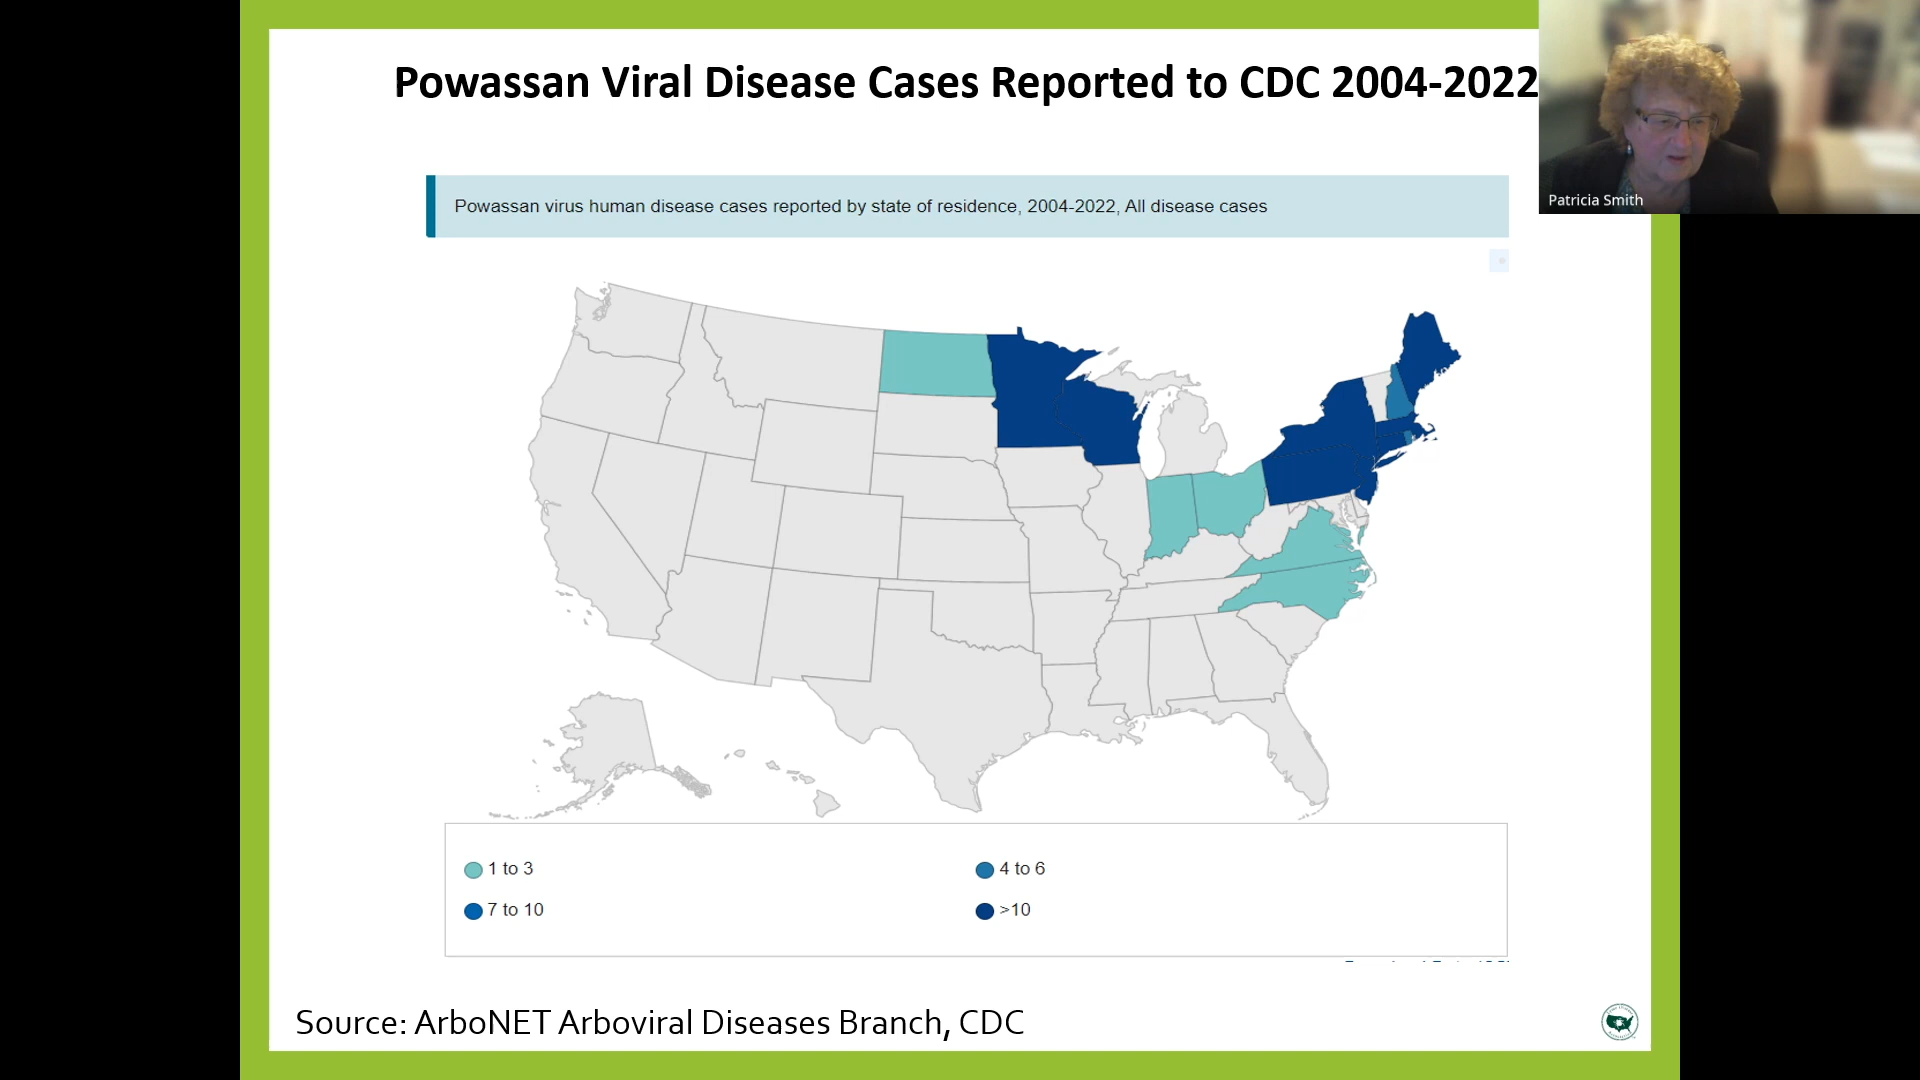 Powassan Viral Disease Cases Reported to CDC 2004-2022
Patricia Smith
Powassan virus human disease cases reported by state of residence, 2004-2022, All disease cases
1 to 3
4 to 6
7 to 10
>10
Source: ArboNET Arboviral Diseases Branch, CDC